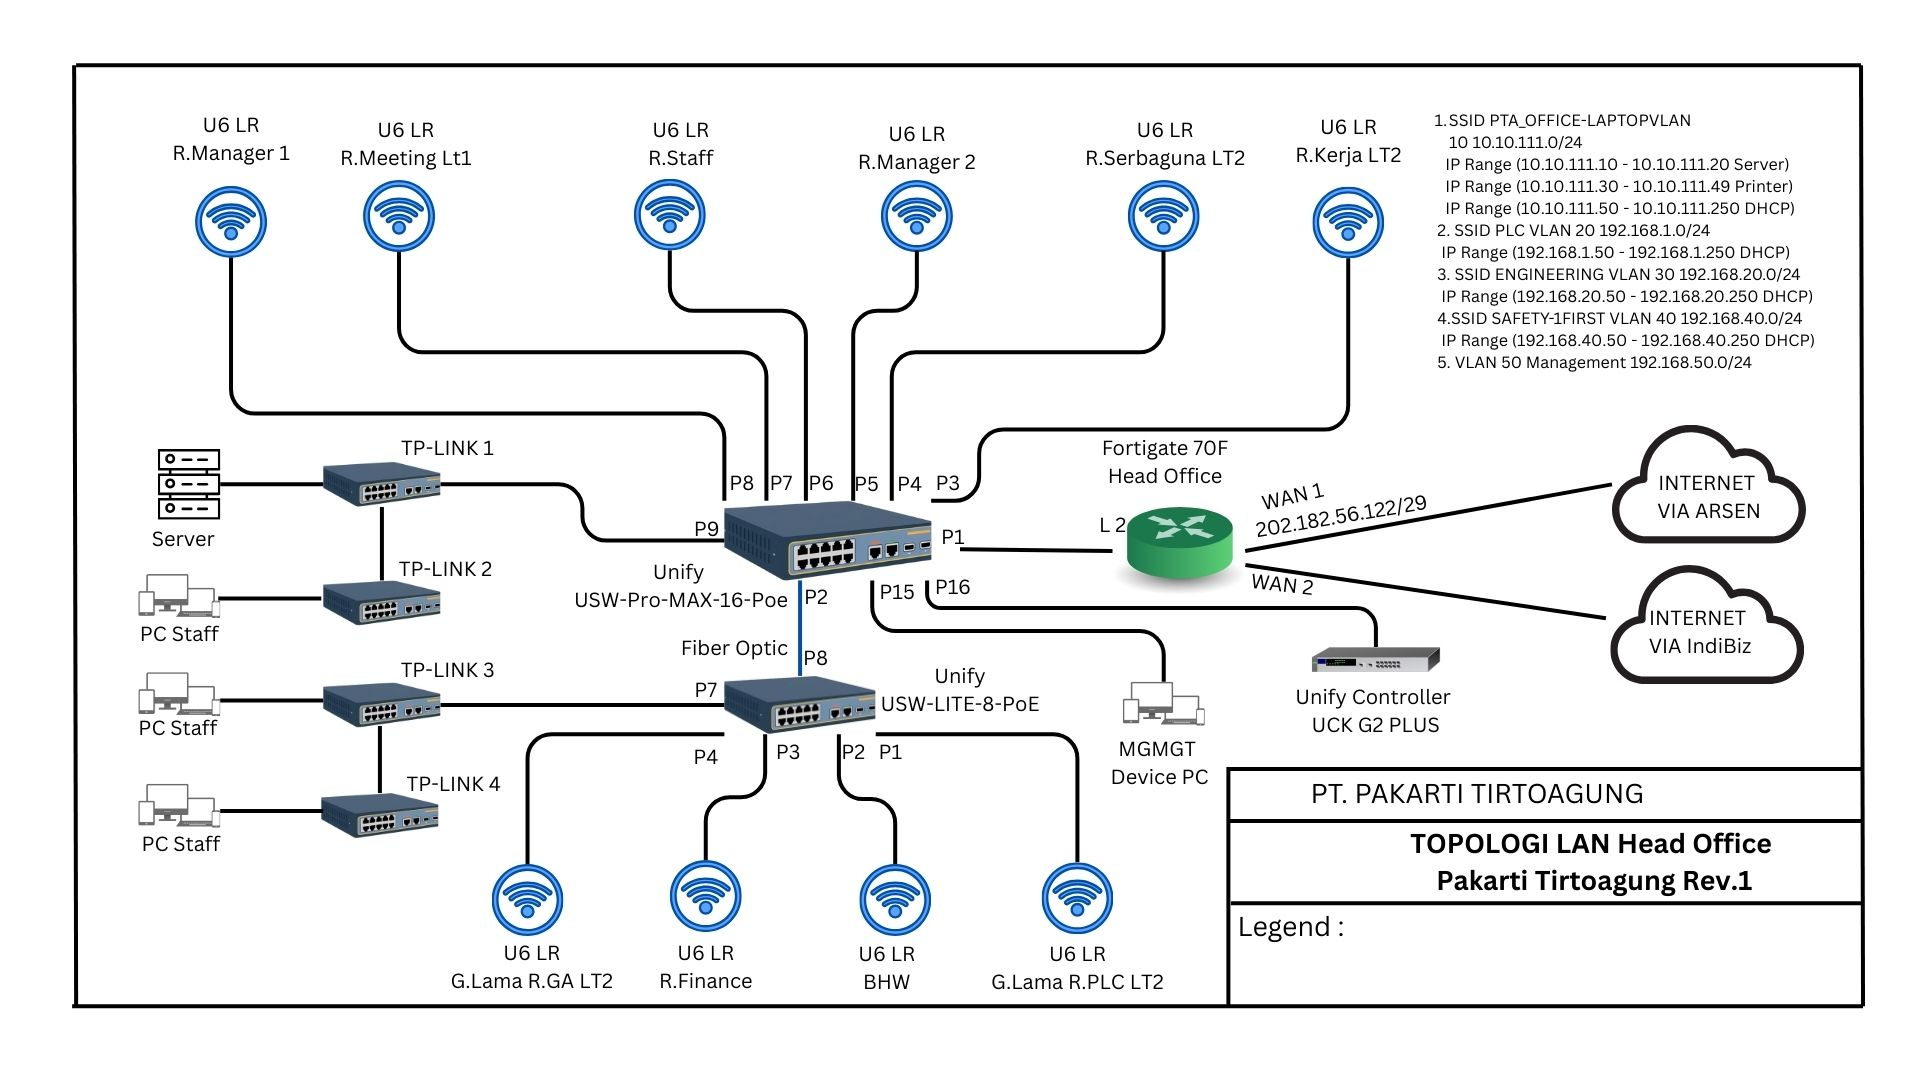 U6 LR
R.Manager 1
U6 LR
R.Meeting Lt1
U6 LR
R.Staff
U6 LR
R.Manager 2
U6 LR
R.Serbaguna LT2
U6 LR
R.Kerja LT2
1. SSID PTA_OFFICE-LAPTOPVLAN
10 10.10.111.0/24
IP Range (10.10.111.10 - 10.10.111.20 Server)
IP Range (10.10.111.30 - 10.10.111.49 Printer)
IP Range (10.10.111.50 - 10.10.111.250 DHCP)
2. SSID PLC VLAN 20 192.168.1.0/24
IP Range (192.168.1.50 - 192.168.1.250 DHCP)
3. SSID ENGINEERING VLAN 30 192.168.20.0/24
IP Range (192.168.20.50 - 192.168.20.250 DHCP)
4.SSID SAFETY-1FIRST VLAN 40 192.168.40.0/24
IP Range (192.168.40.50 - 192.168.40.250 DHCP)
5. VLAN 50 Management 192.168.50.0/24
TP-LINK 1
Server
TP-LINK 2
PC Staff
TP-LINK 3
PC Staff
TP-LINK 4
PC Staff
P8
P7
P6
P5
P4
P3
P9
P1
Unify
USW-Pro-MAX-16-Poe
P2
P15
P16
Fiber Optic
P8
Fortigate 70F
Head Office
L 2
WAN 1
202.182.56.122/29
WAN 2
INTERNET
VIA ARSEN
INTERNET
VIA IndiBiz
P7
Unify
USW-LITE-8-PoE
P4
P3
P2
P1
MGMGT
Device PC
Unify Controller
UCK G2 PLUS
U6 LR
G.Lama R.GA LT2
U6 LR
R.Finance
U6 LR
BHW
U6 LR
G.Lama R.PLC LT2
PT. PAKARTI TIRTOAGUNG
TOPOLOGI LAN Head Office
Pakarti Tirtoagung Rev.1
Legend :